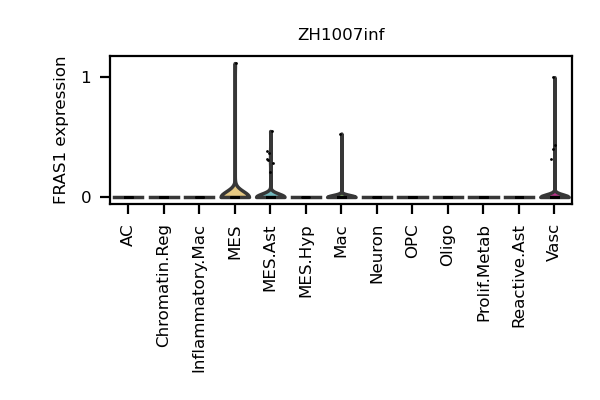 ZH1007inf
FRAS1 expression
1
0
AC
Chromatin.Reg
Inflammatory.Mac
MES
MES.Ast
MES.Hyp
Mac
Neuron
OPC
Oligo
Prolif.Metab
Reactive.Ast
Vasc